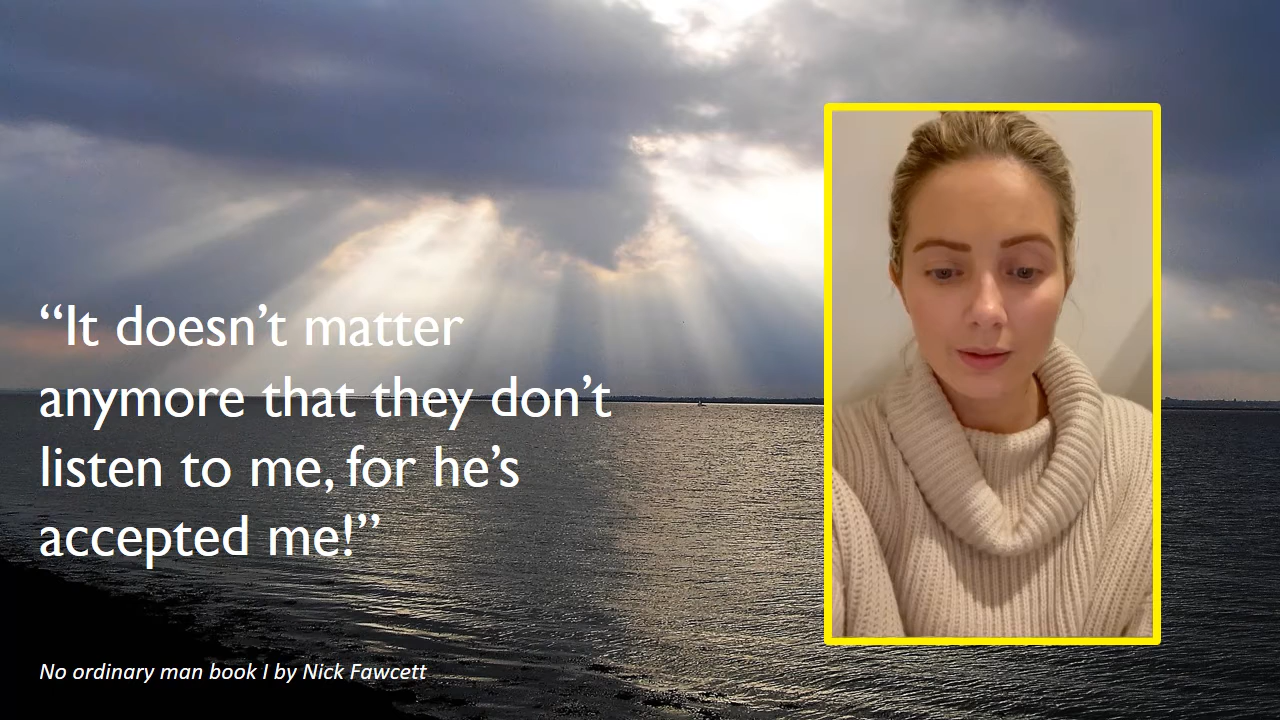 “It doesn’t matter
anymore that they don’t
listen to me, for he’s
accepted me!”
No ordinary man book I by Nick Fawcett